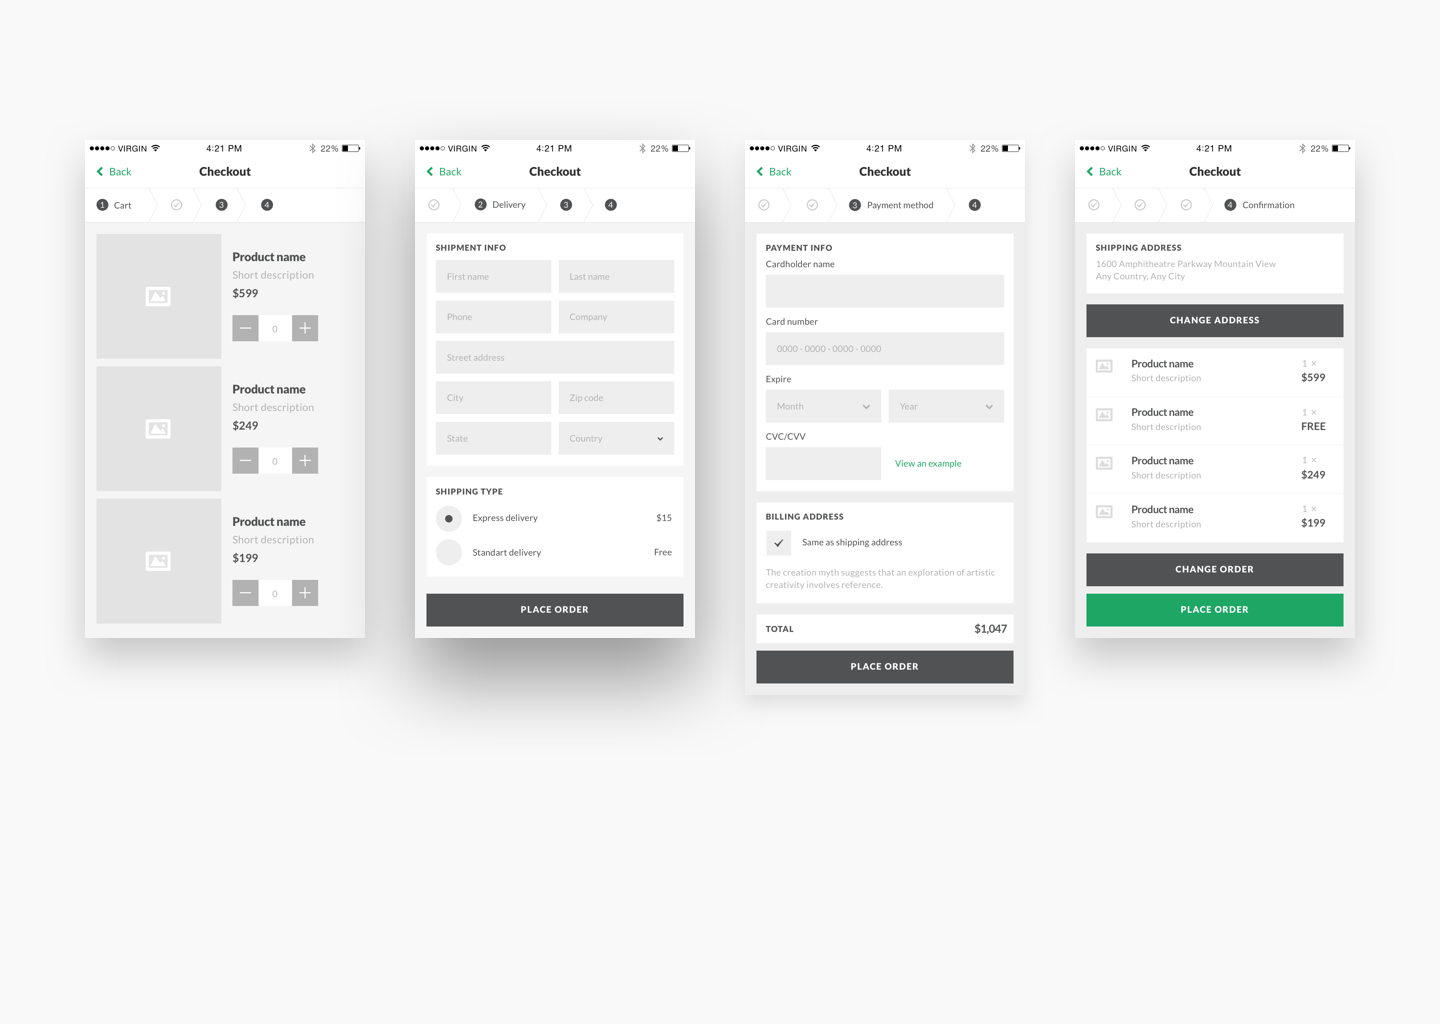 VIRGIN 4:21 PM 22%
Back Checkout
1 Cart 3 4
Product name
Short description
$599
0
Product name
Short description
$249
0
Product name
Short description
$199
0
VIRGIN 4:21 PM 22%
Back Checkout
2 Delivery 3 4
SHIPMENT INFO
First name Last name
Phone Company
Street address
City Zip code
State Country
SHIPPING TYPE
Express delivery $15
Standart delivery Free
PLACE ORDER
VIRGIN 4:21 PM 22%
Back Checkout
3 Payment method 4
PAYMENT INFO
Cardholder name
Card number
0000 - 0000 - 0000 - 0000
Expire
Month Year
CVC/CVV
View an example
BILLING ADDRESS
Same as shipping address
The creation myth suggests that an exploration of artistic
creativity involves reference.
TOTAL $1,047
PLACE ORDER
VIRGIN 4:21 PM 22%
Back Checkout
4 Confirmation
SHIPPING ADDRESS
1600 Amphitheatre Parkway Mountain View
Any Country, Any City
CHANGE ADDRESS
Product name 1 ×
Short description $599
Product name 1 ×
Short description FREE
Product name 1 ×
Short description $249
Product name 1 ×
Short description $199
CHANGE ORDER
PLACE ORDER